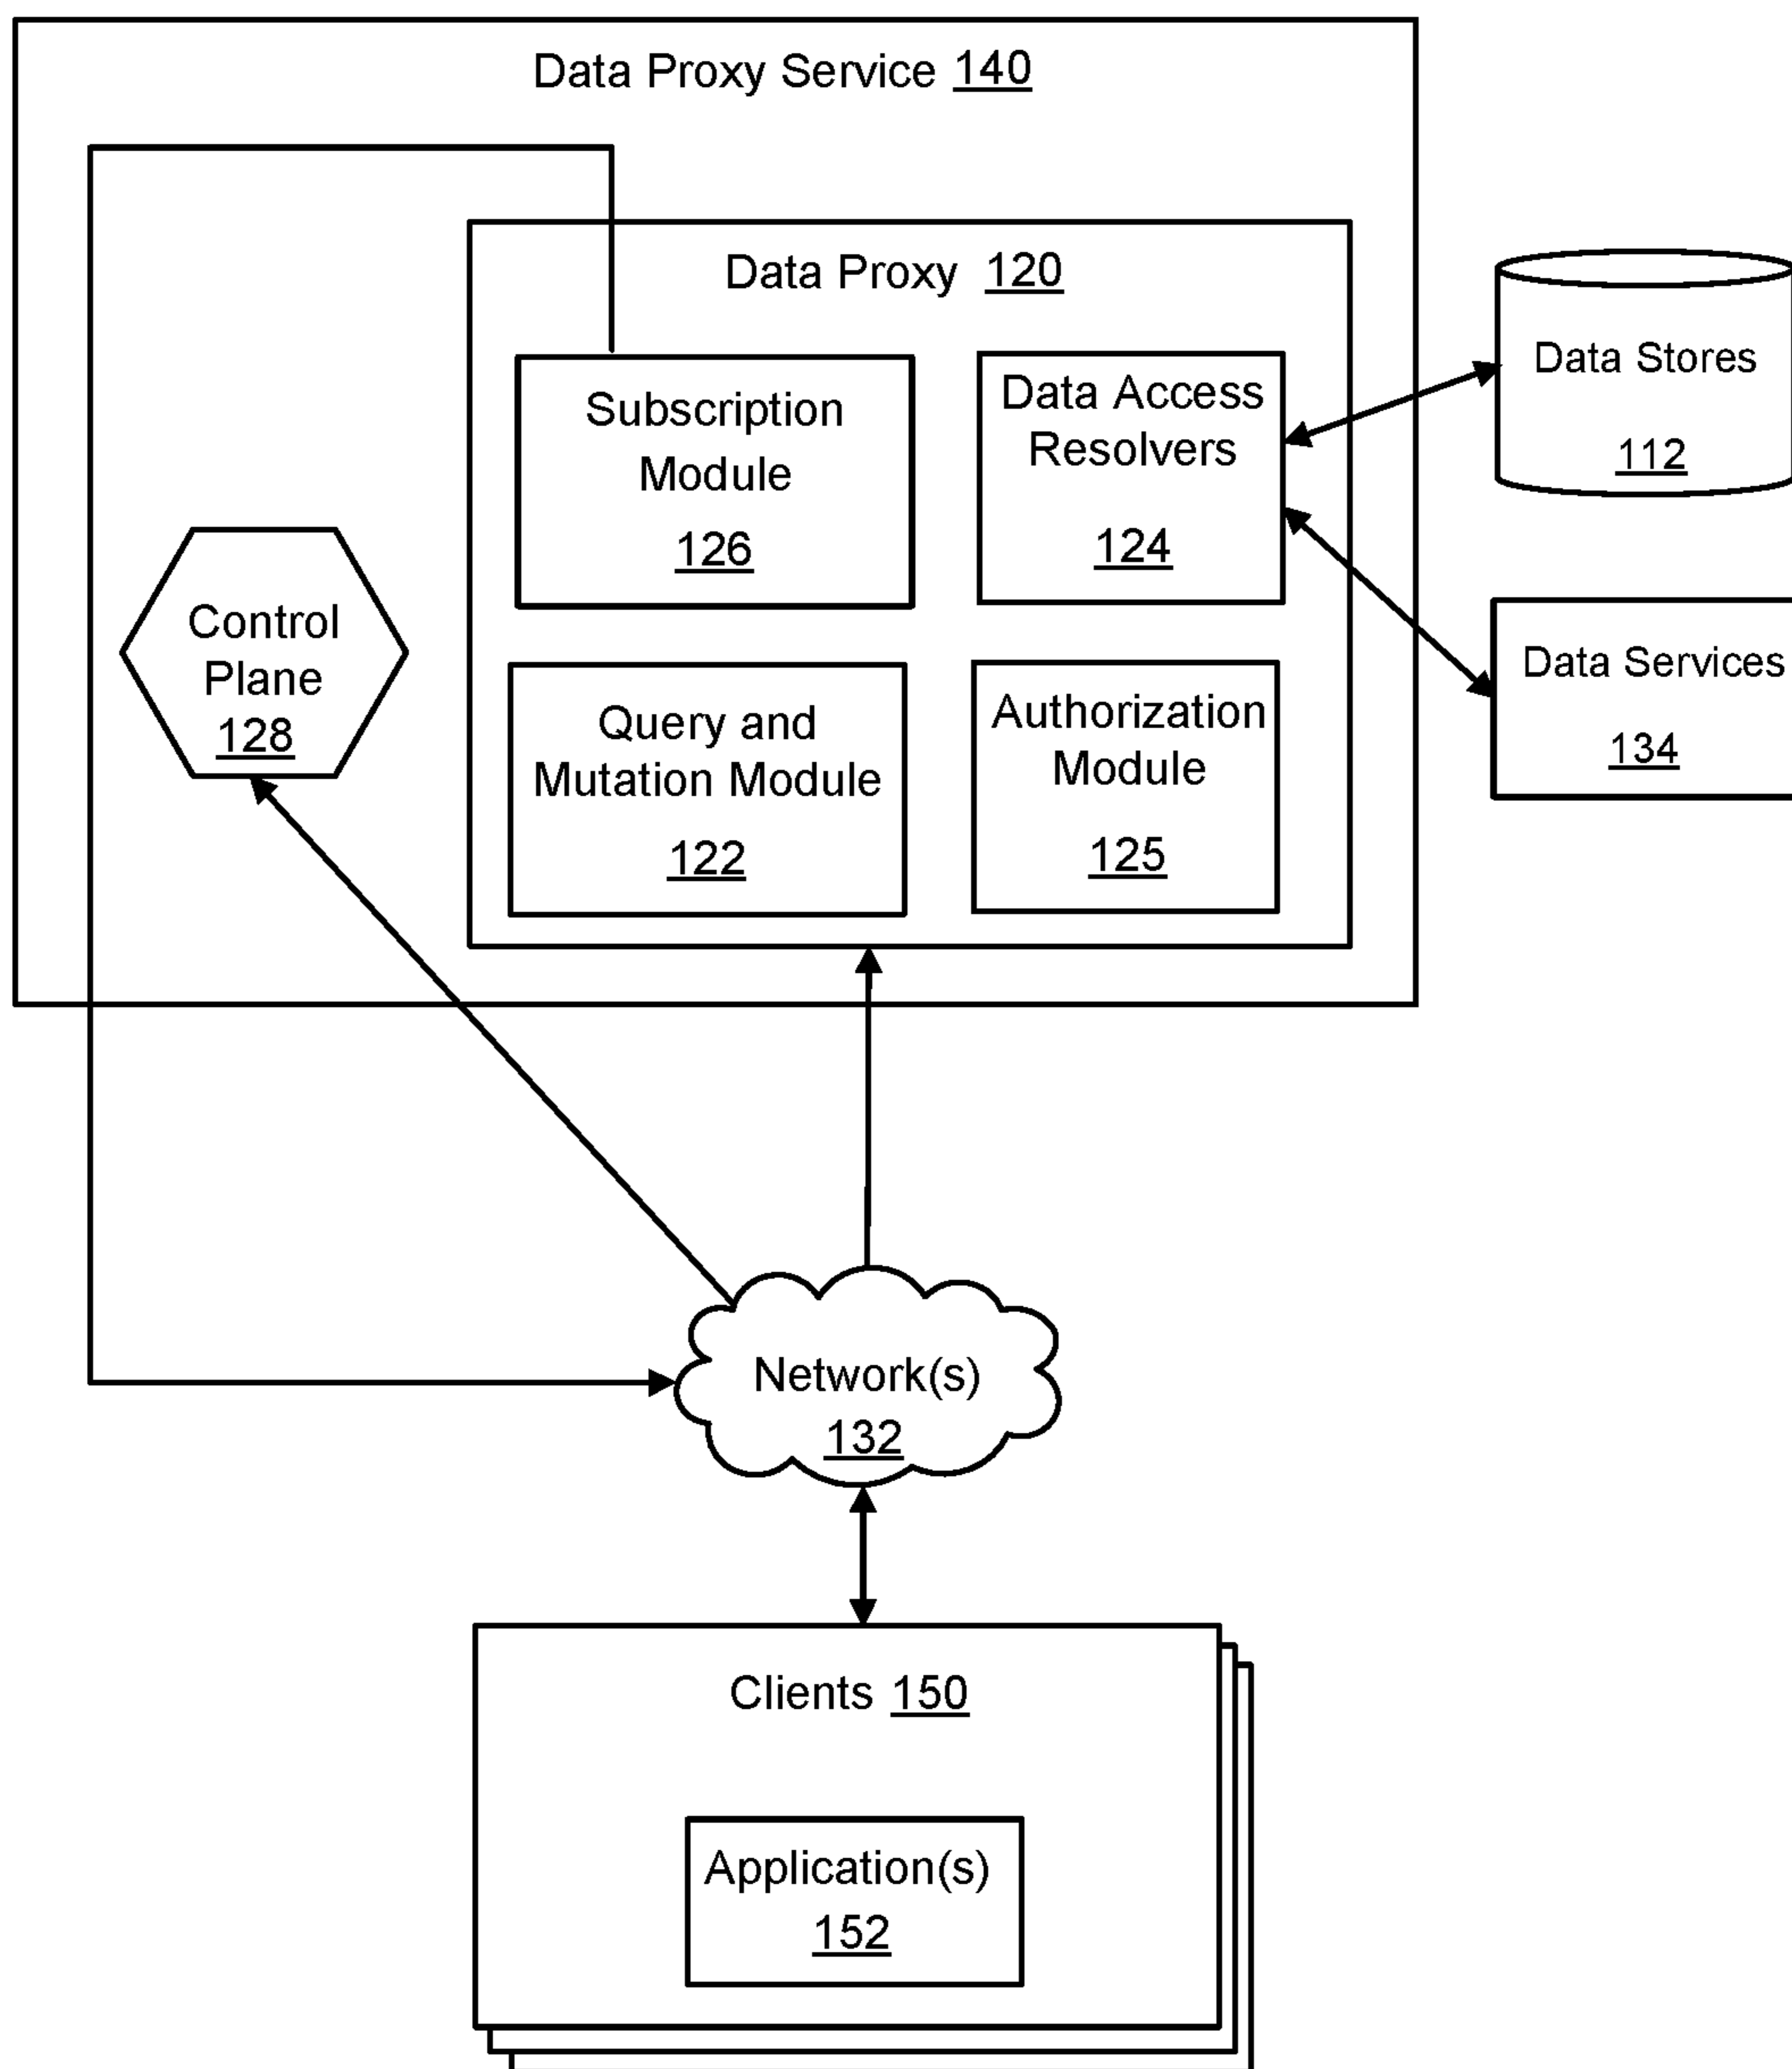 Data Proxy Service 140
Data Proxy 120
Subscription
Module
126
Data Access
Resolvers
124
Data Stores
112
Control
Plane
128
Query and
Mutation Module
122
Authorization
Module
125
Data Services
134
Network(s)
132
Clients 150
Application(s)
152